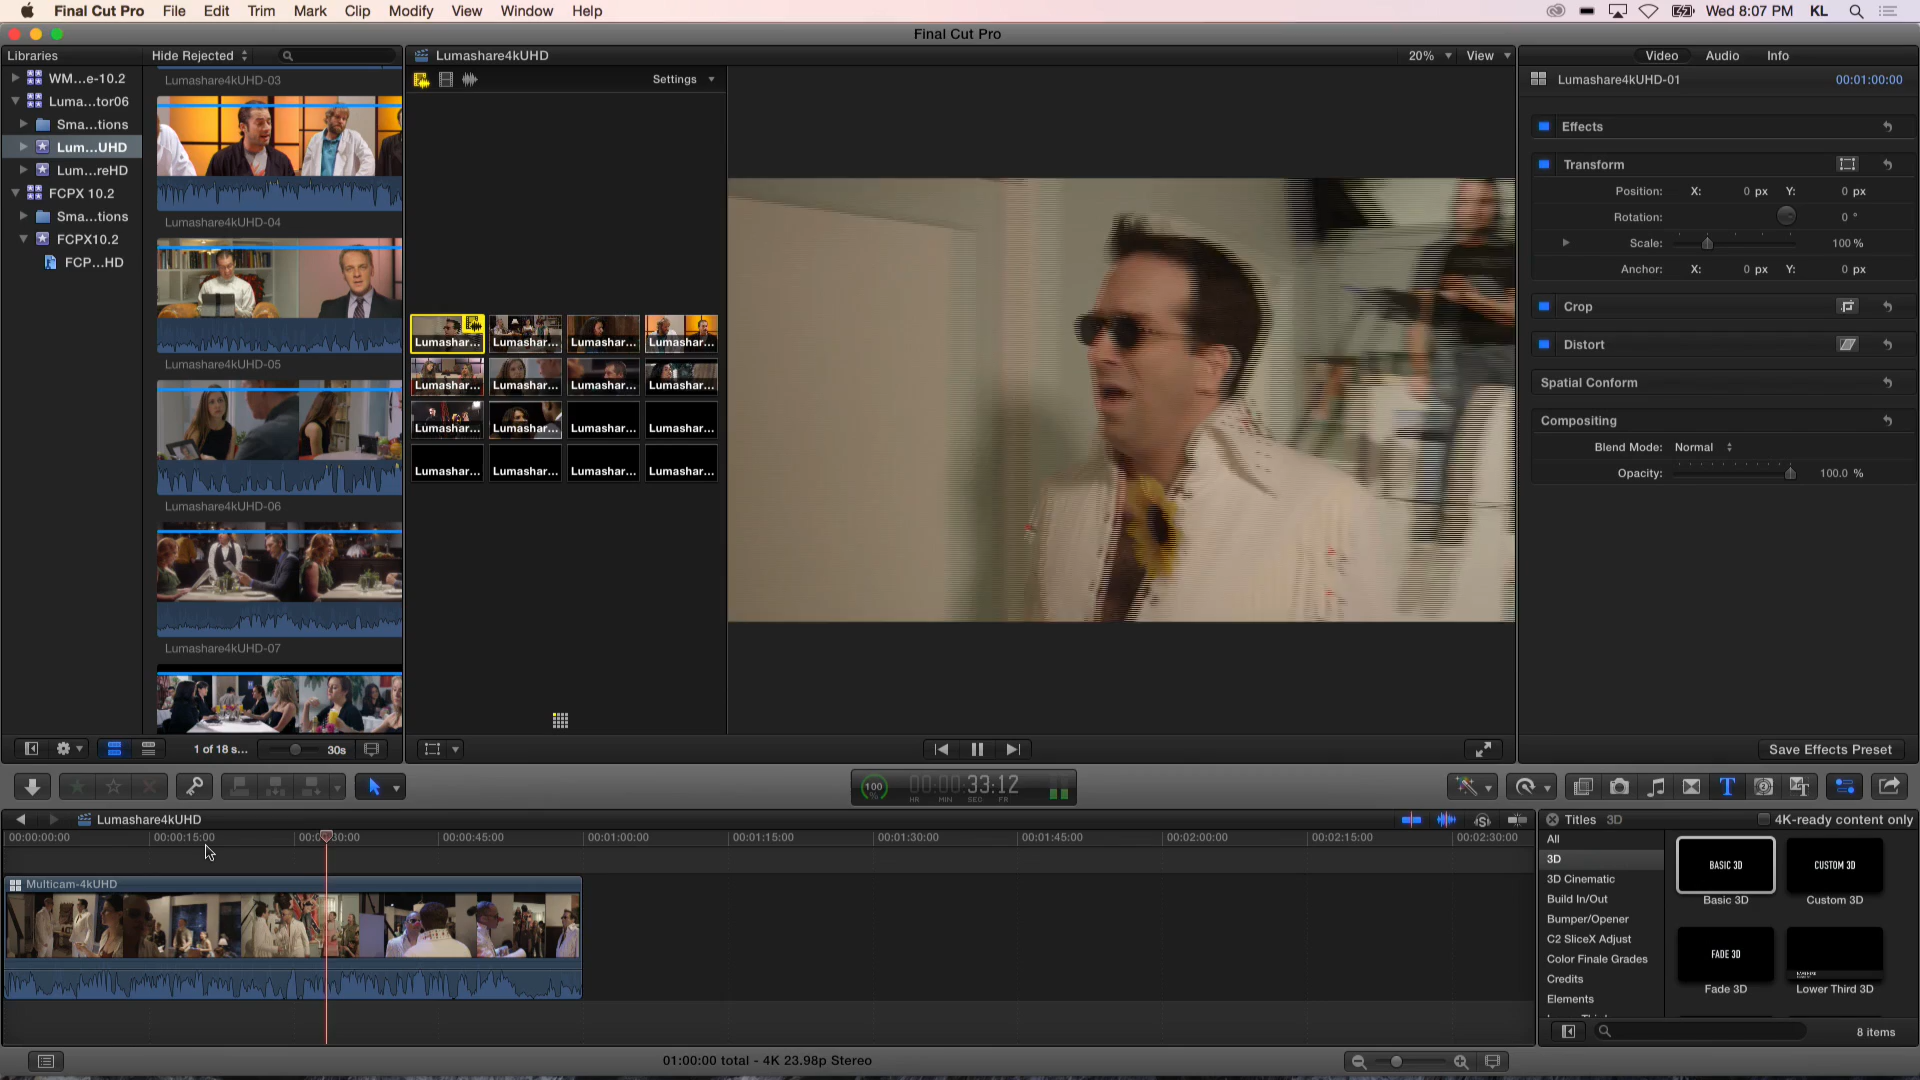 Final Cut Pro File Edit Trim Mark Clip Modify View Window Help
Wed 8:07 PM KL
Final Cut Pro
Libraries
Hide Rejected
WM...e-10.2
Luma...tor06
Sma...tions
Lum...UHD
Lum...reHD
FCPX 10.2
Sma...tions
FCPX10.2
FCP...HD
Lumashare4kUHD-03
Lumashare4kUHD-04
Lumashare4kUHD-05
Lumashare4kUHD-06
Lumashare4kUHD-07
1 of 18 s...
30s
Lumashare4kUHD
20%
View
Settings
Lumashar... Lumashar... Lumashar... Lumashar...
Lumashar... Lumashar... Lumashar... Lumashar...
Lumashar... Lumashar... Lumashar... Lumashar...
Lumashar... Lumashar... Lumashar... Lumashar...
Video Audio Info
Lumashare4kUHD-01
00:01:00:00
Effects
Transform
Position: X: 0 px Y: 0 px
Rotation: 0 °
Scale: 100 %
Anchor: X: 0 px Y: 0 px
Crop
Distort
Spatial Conform
Compositing
Blend Mode: Normal
Opacity: 100.0 %
Save Effects Preset
100
%
00:00:33:12
HR MIN SEC FR
Lumashare4kUHD
00:00:00:00 00:00:15:00 00:00:30:00 00:00:45:00 00:01:00:00 00:01:15:00 00:01:30:00 00:01:45:00 00:02:00:00 00:02:15:00 00:02:30:00
Multicam-4kUHD
01:00:00 total - 4K 23.98p Stereo
Titles 3D
4K-ready content only
All
3D
3D Cinematic
Build In/Out
Bumper/Opener
C2 SliceX Adjust
Color Finale Grades
Credits
Elements
BASIC 3D
Basic 3D
CUSTOM 3D
Custom 3D
FADE 3D
Fade 3D
Lower Third 3D
8 items